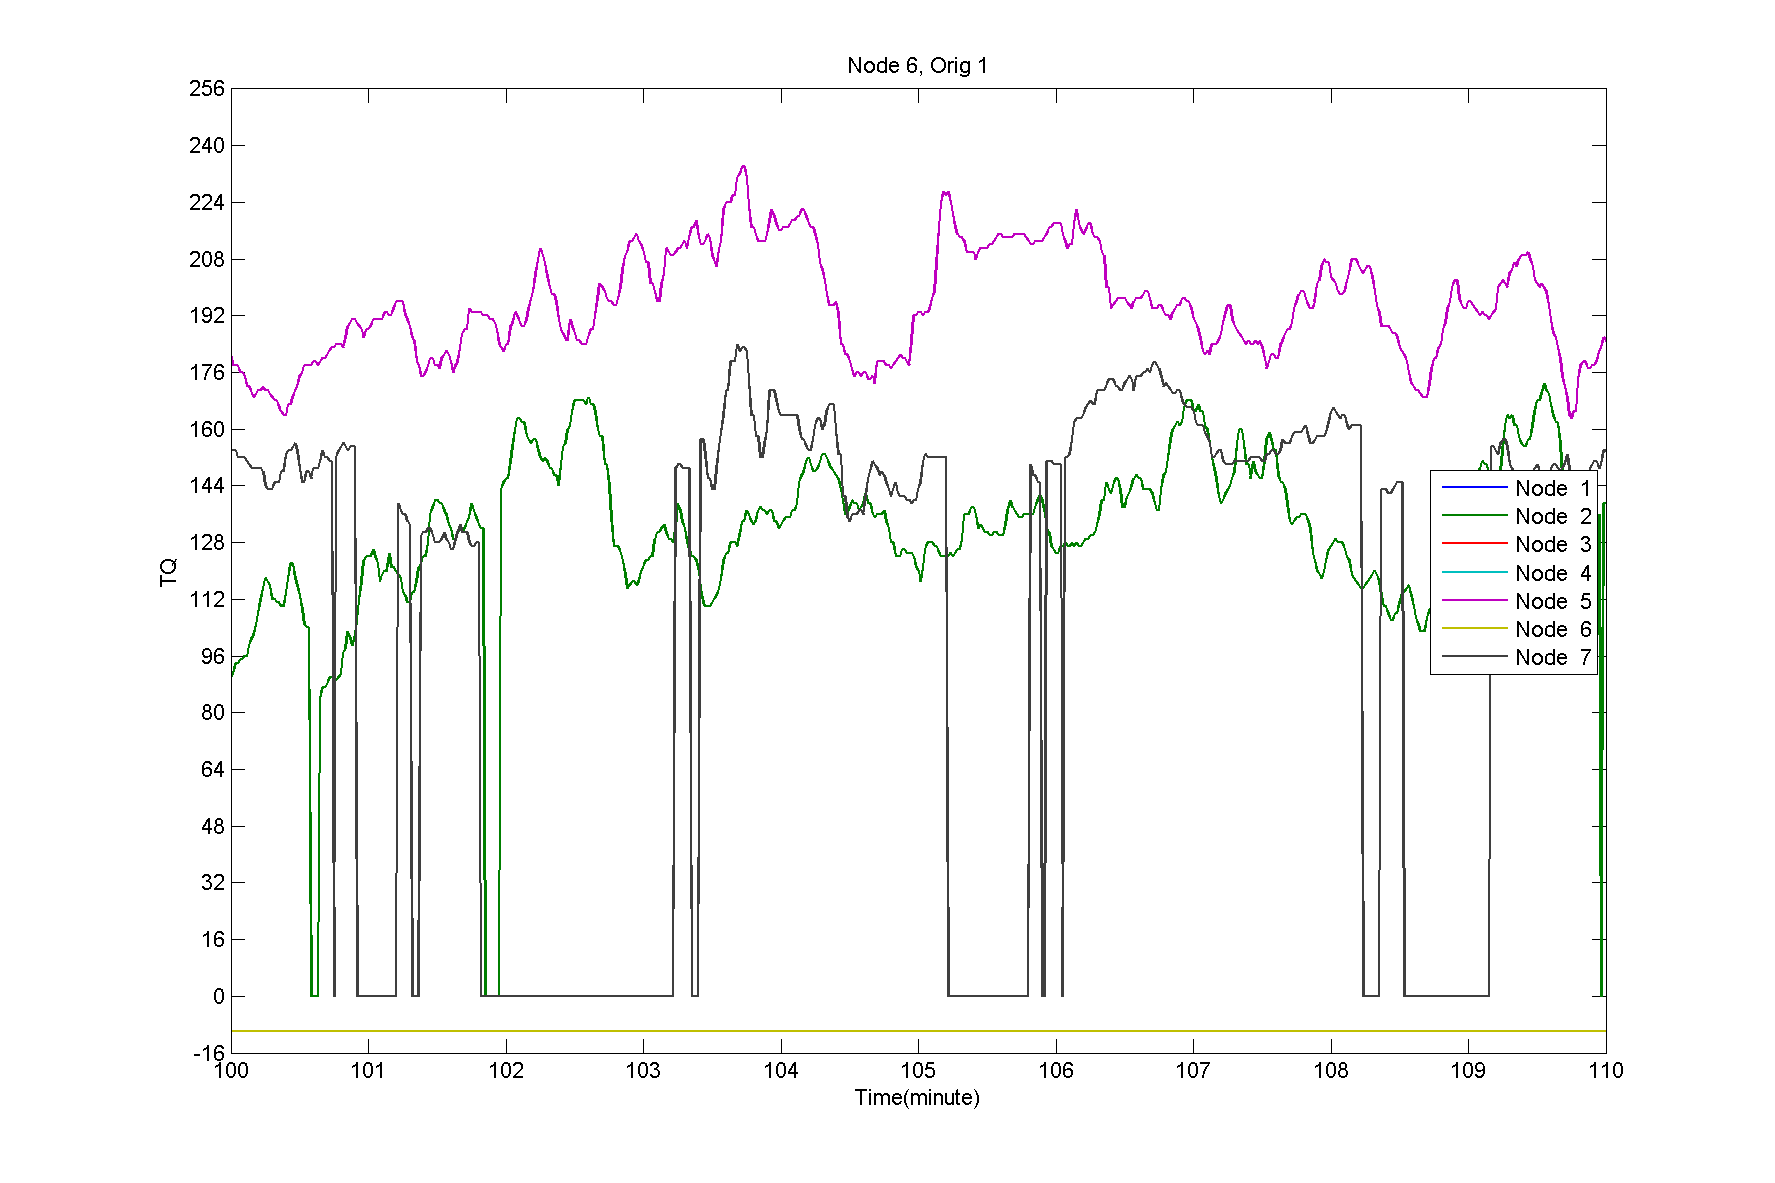 Node 6, Orig 1
256
240
224
208
192
176
160
144
128
112
96
80
64
48
32
16
0
-16
TQ
100 101 102 103 104 105 106 107 108 109 110
Time(minute)
Node 1
Node 2
Node 3
Node 4
Node 5
Node 6
Node 7